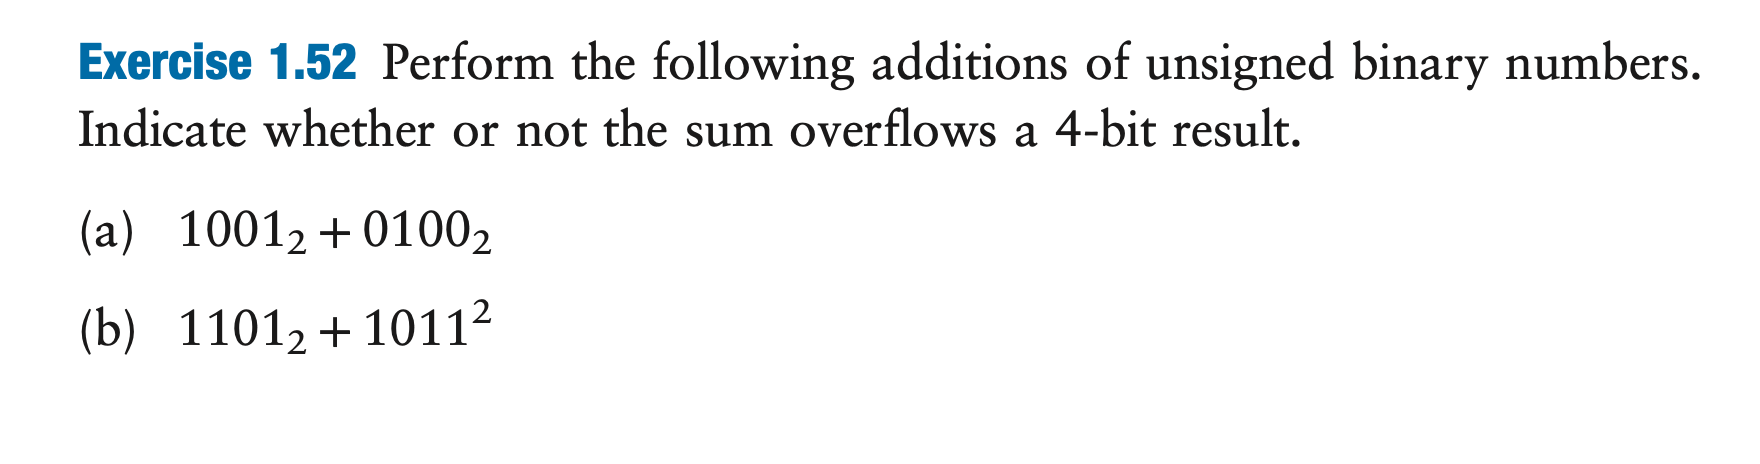 Exercise 1.52 Perform the following additions of unsigned binary numbers.
Indicate whether or not the sum overflows a 4-bit result.
(a) 1001₂ + 0100₂
(b) 1101₂ + 1011²